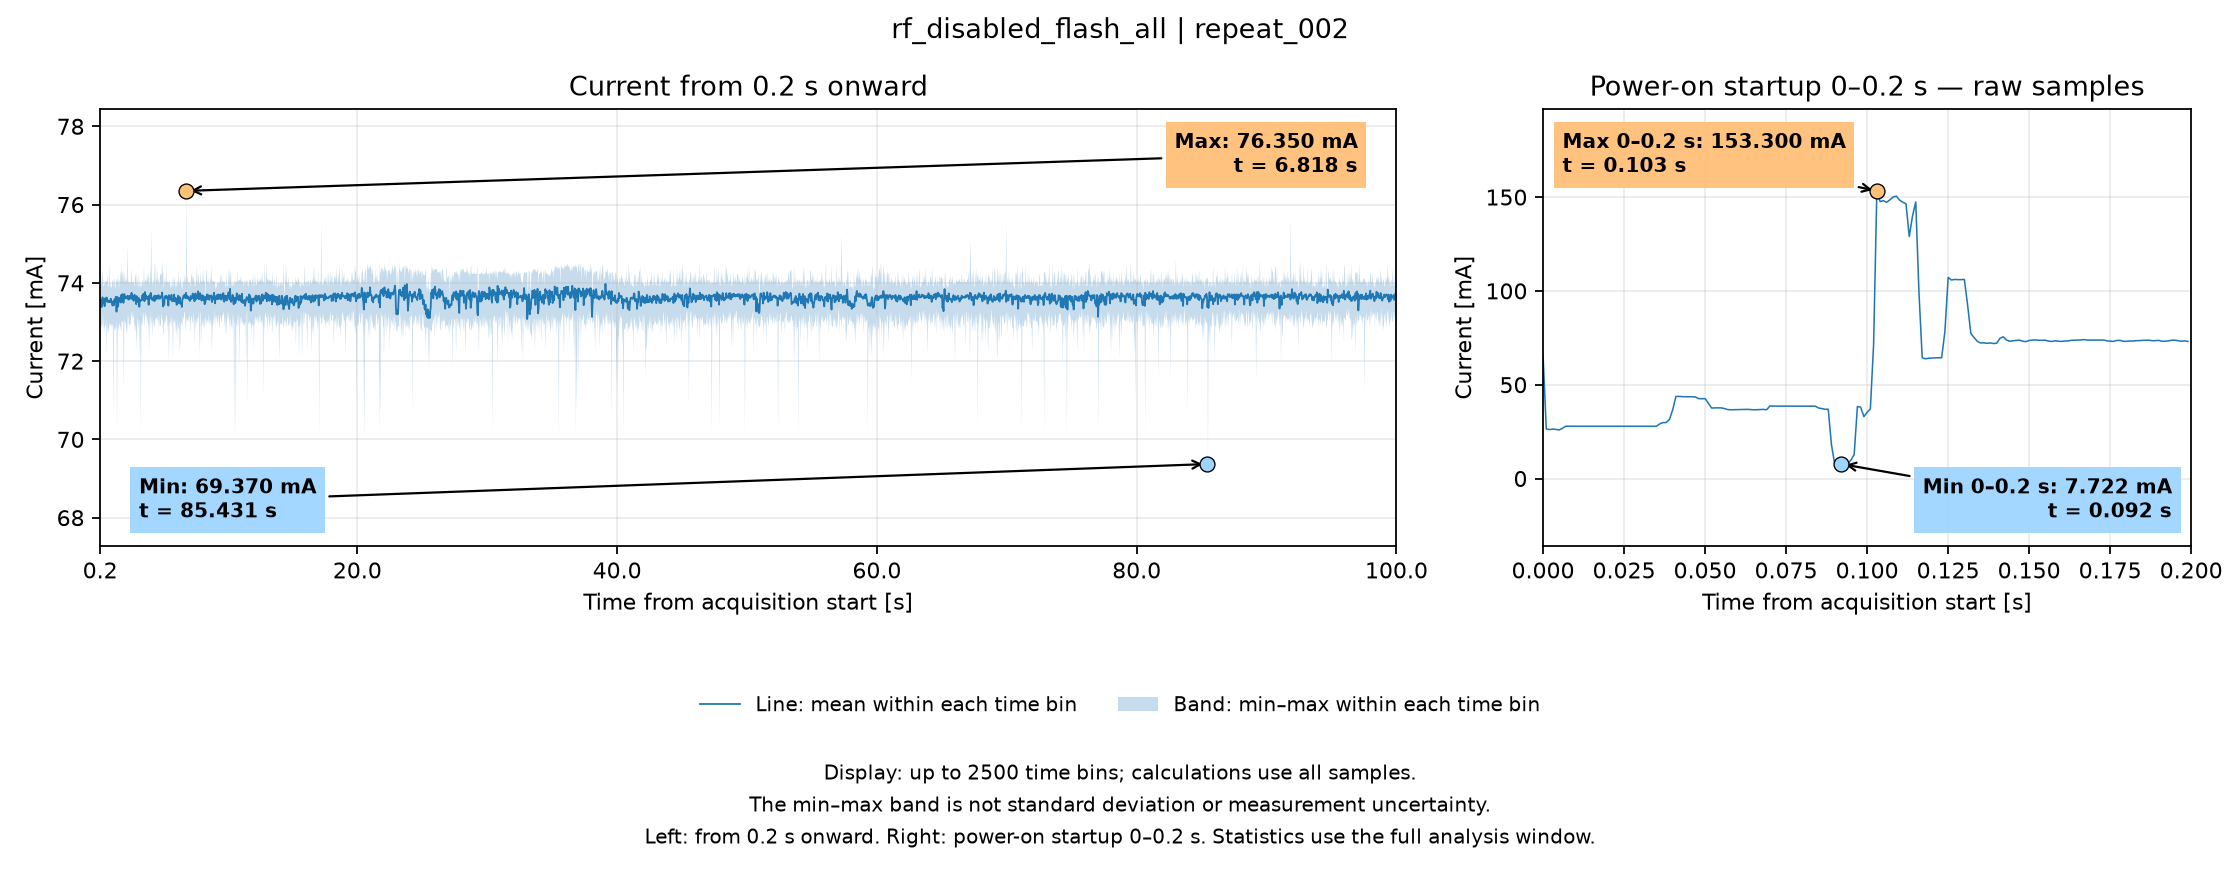 rf_disabled_flash_all | repeat_002
Current from 0.2 s onward
Current [mA]
78
76
74
72
70
68
Max: 76.350 mA
t = 6.818 s
Min: 69.370 mA
t = 85.431 s
0.2
20.0
40.0
60.0
80.0
100.0
Time from acquisition start [s]
Power-on startup 0–0.2 s — raw samples
Current [mA]
150
100
50
0
Max 0–0.2 s: 153.300 mA
t = 0.103 s
Min 0–0.2 s: 7.722 mA
t = 0.092 s
0.000
0.025
0.050
0.075
0.100
0.125
0.150
0.175
0.200
Time from acquisition start [s]
Line: mean within each time bin
Band: min–max within each time bin
Display: up to 2500 time bins; calculations use all samples.
The min–max band is not standard deviation or measurement uncertainty.
Left: from 0.2 s onward. Right: power-on startup 0–0.2 s. Statistics use the full analysis window.